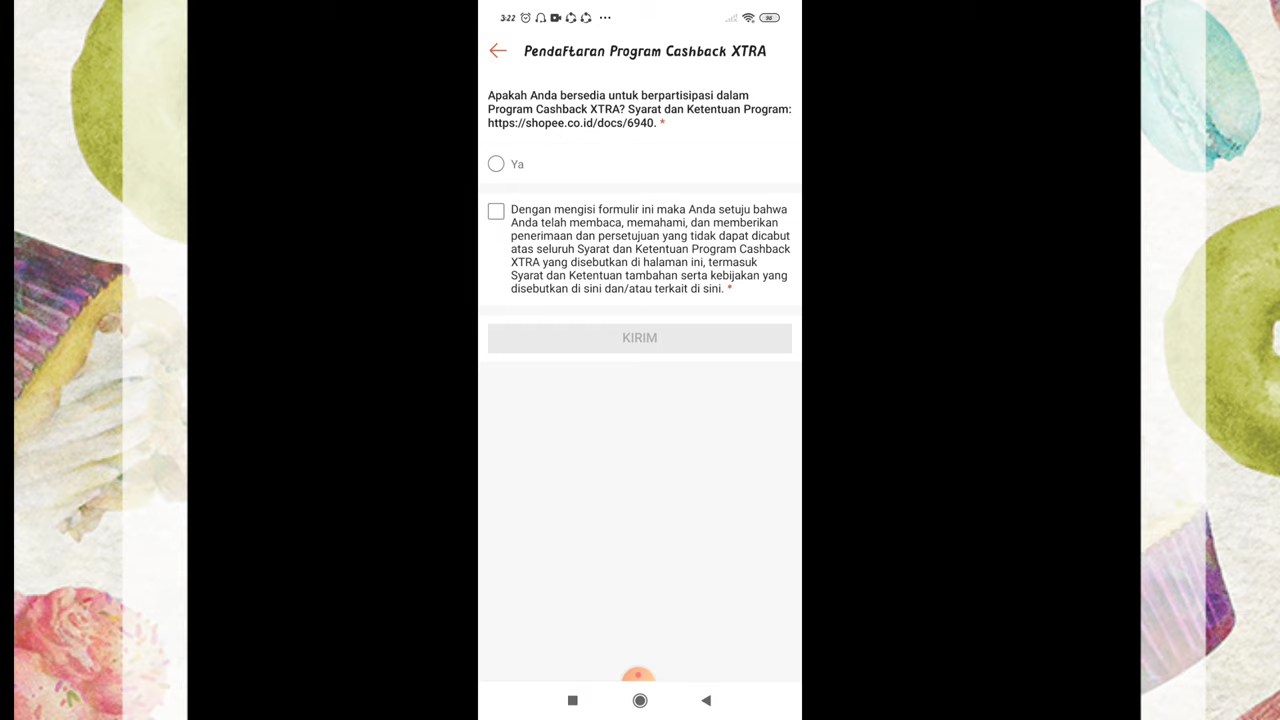 3:22
98
Pendaftaran Program Cashback XTRA
Apakah Anda bersedia untuk berpartisipasi dalam
Program Cashback XTRA? Syarat dan Ketentuan Program:
https://shopee.co.id/docs/6940. *
Ya
Dengan mengisi formulir ini maka Anda setuju bahwa
Anda telah membaca, memahami, dan memberikan
penerimaan dan persetujuan yang tidak dapat dicabut
atas seluruh Syarat dan Ketentuan Program Cashback
XTRA yang disebutkan di halaman ini, termasuk
Syarat dan Ketentuan tambahan serta kebijakan yang
disebutkan di sini dan/atau terkait di sini. *
KIRIM